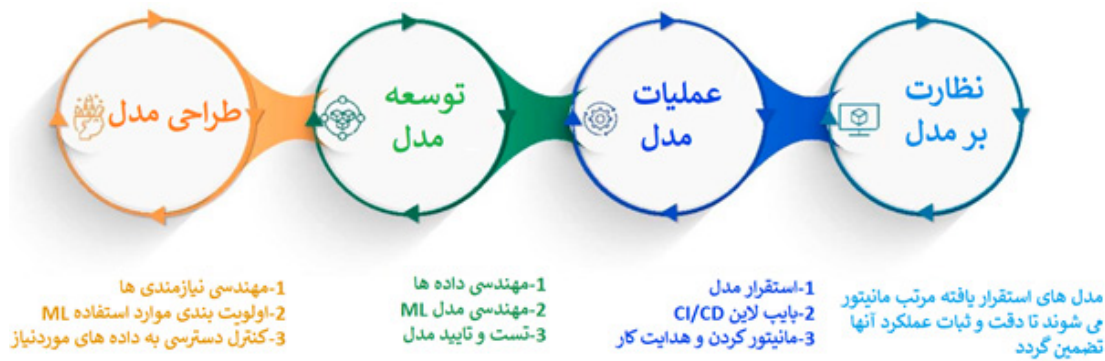 طراحی مدل
توسعه
مدل
عملیات
مدل
نظارت
بر مدل
1-مهندسی نیازمندی ها
2-اولویت بندی موارد استفاده ML
3-کنترل دسترسی به داده های موردنیاز
1-مهندسی داده ها
2-مهندسی مدل ML
3-تست و تایید مدل
1-استقرار مدل
2-پایپ لاین CI/CD
3-مانیتور کردن و هدایت کار
مدل های استقرار یافته مرتب مانیتور
می شوند تا دقت و ثبات عملکرد آنها
تضمین گردد